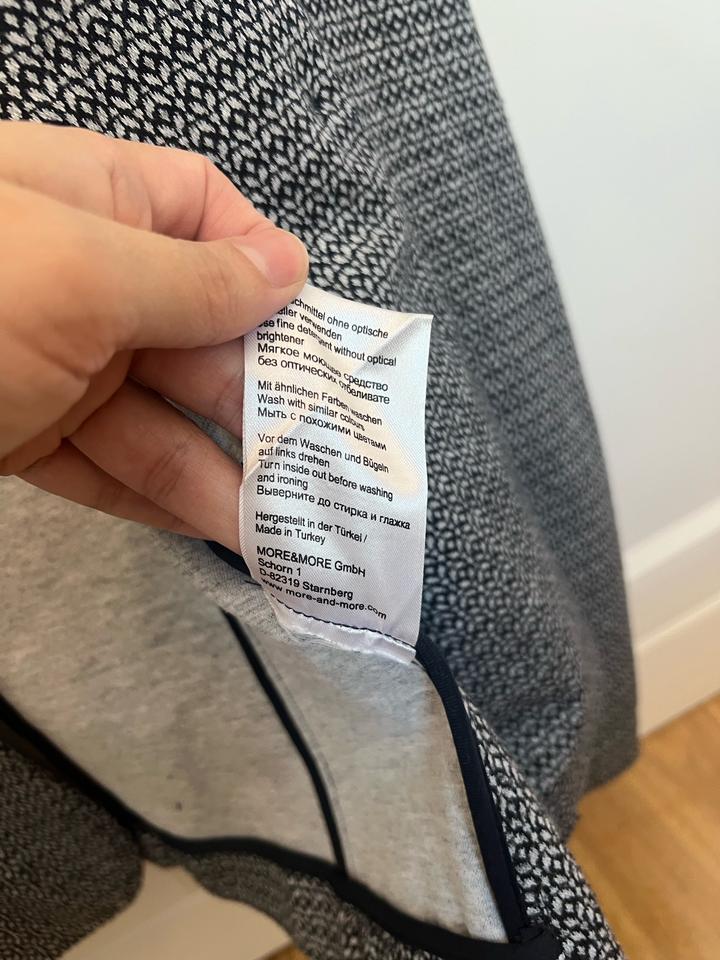 ohne optische
verwenden
fine detergent without optical
brightener
Мягкое моющее средство
без оптических отбеливате
Mit ähnlichen Farben waschen
Wash with similar colours
Мыть с похожими цветами
Vor dem Waschen und Bügeln
auf links drehen
Turn inside out before washing
and ironing
Выверните до стирка и глажка
Hergestellt in der Türkei /
Made in Turkey
MORE&MORE GmbH
Schorn 1
D-82319 Starnberg
www.more-and-more.com